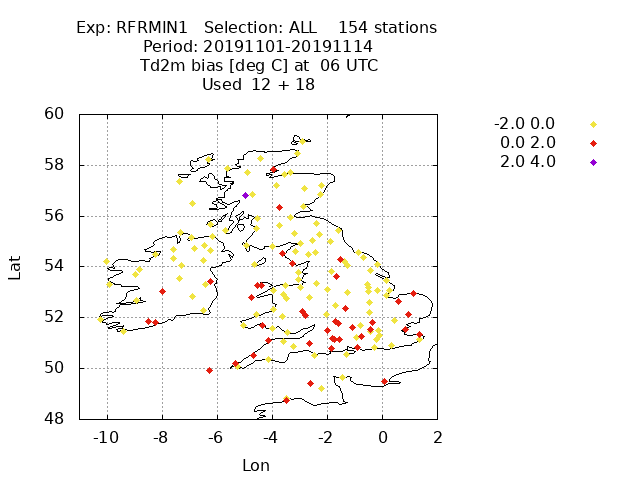 Exp: RFRMIN1 Selection: ALL 154 stations
Period: 20191101-20191114
Td2m bias [deg C] at 06 UTC
Used 12 + 18
-2.0 0.0
0.0 2.0
2.0 4.0
60
58
56
54
52
50
48
Lat
-10 -8 -6 -4 -2 0 2
Lon